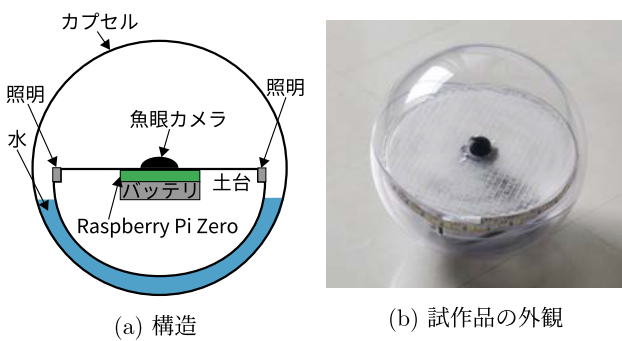 カプセル
照明
照明
魚眼カメラ
水
土台
バッテリ
Raspberry Pi Zero
(a) 構造
(b) 試作品の外観